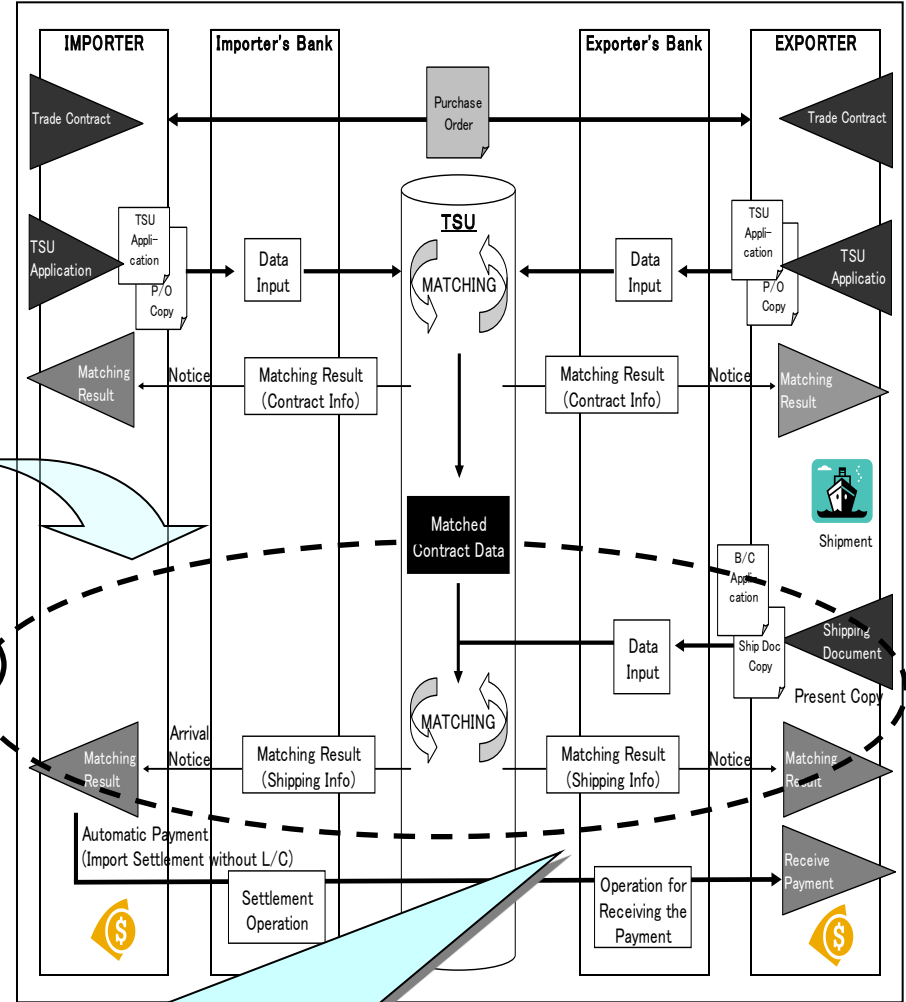 IMPORTER
Importer's Bank
Exporter's Bank
EXPORTER
Trade Contract
Purchase
Order
Trade Contract
TSU
TSU
Application
TSU
Appli-
cation
P/O
Copy
Data
Input
MATCHING
Data
Input
TSU
Appli-
cation
P/O
Copy
TSU
Applicatio
Matching
Result
Notice
Matching Result
(Contract Info)
Matching Result
(Contract Info)
Notice
Matching
Result
Matched
Contract Data
Shipment
B/C
Appli-
cation
Ship Doc
Copy
Shipping
Document
Data
Input
Present Copy
MATCHING
Matching
Result
Arrival
Notice
Matching Result
(Shipping Info)
Matching Result
(Shipping Info)
Notice
Matching
Result
Automatic Payment
(Import Settlement without L/C)
Settlement
Operation
Operation for
Receiving the
Payment
Receive
Payment
$
$